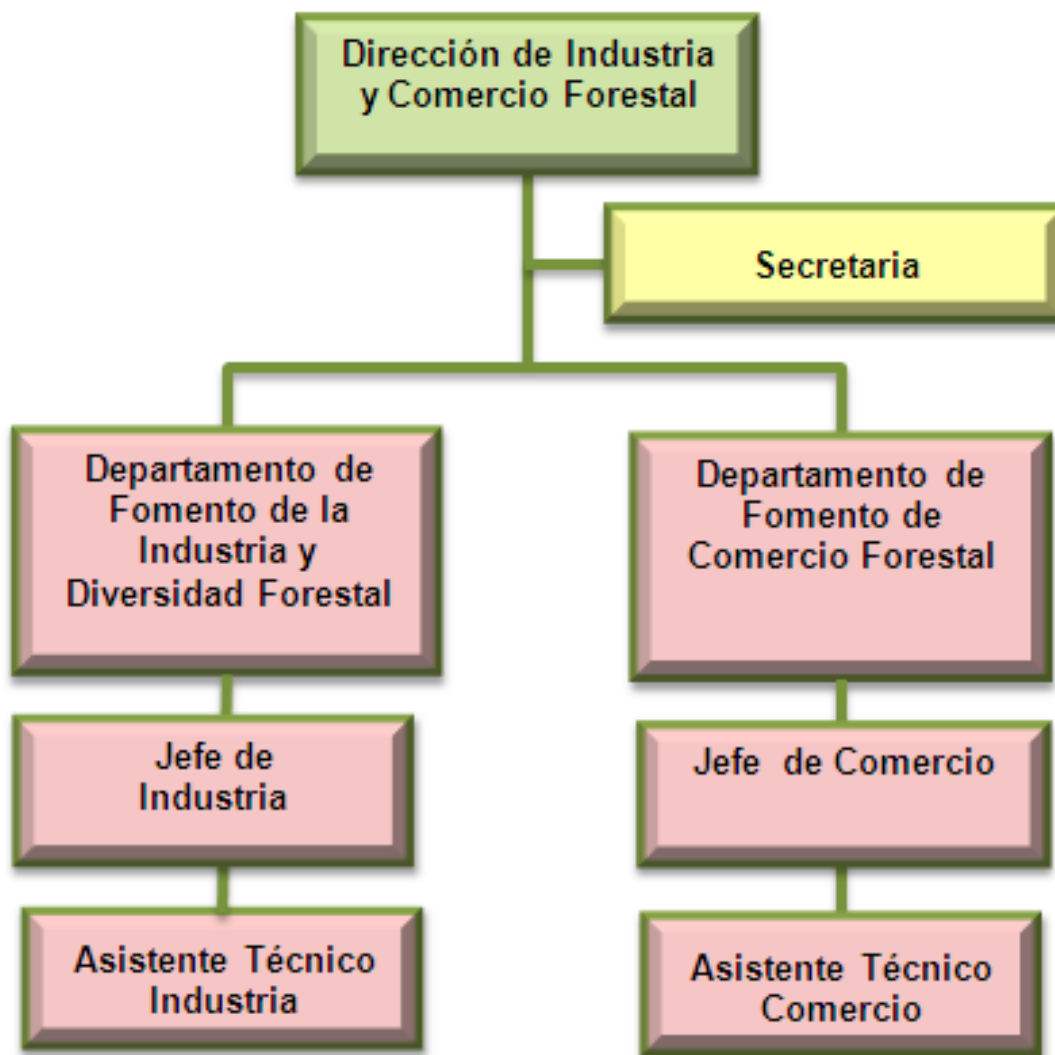 Dirección de Industria
y Comercio Forestal
Secretaria
Departamento de
Fomento de la
Industria y
Diversidad Forestal
Departamento de
Fomento de
Comercio Forestal
Jefe de
Industria
Jefe de Comercio
Asistente Técnico
Industria
Asistente Técnico
Comercio